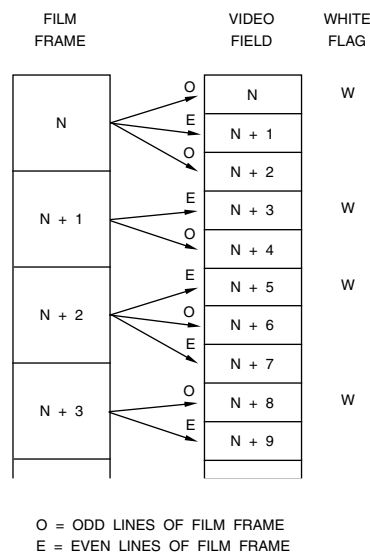 FILM FRAME
VIDEO FIELD
WHITE FLAG
N
O
E
O
N
W
N + 1
N + 2
N + 1
E
O
N + 3
W
N + 4
N + 2
E
O
E
N + 5
W
N + 6
N + 7
N + 3
O
E
N + 8
W
N + 9
O = ODD LINES OF FILM FRAME
E = EVEN LINES OF FILM FRAME